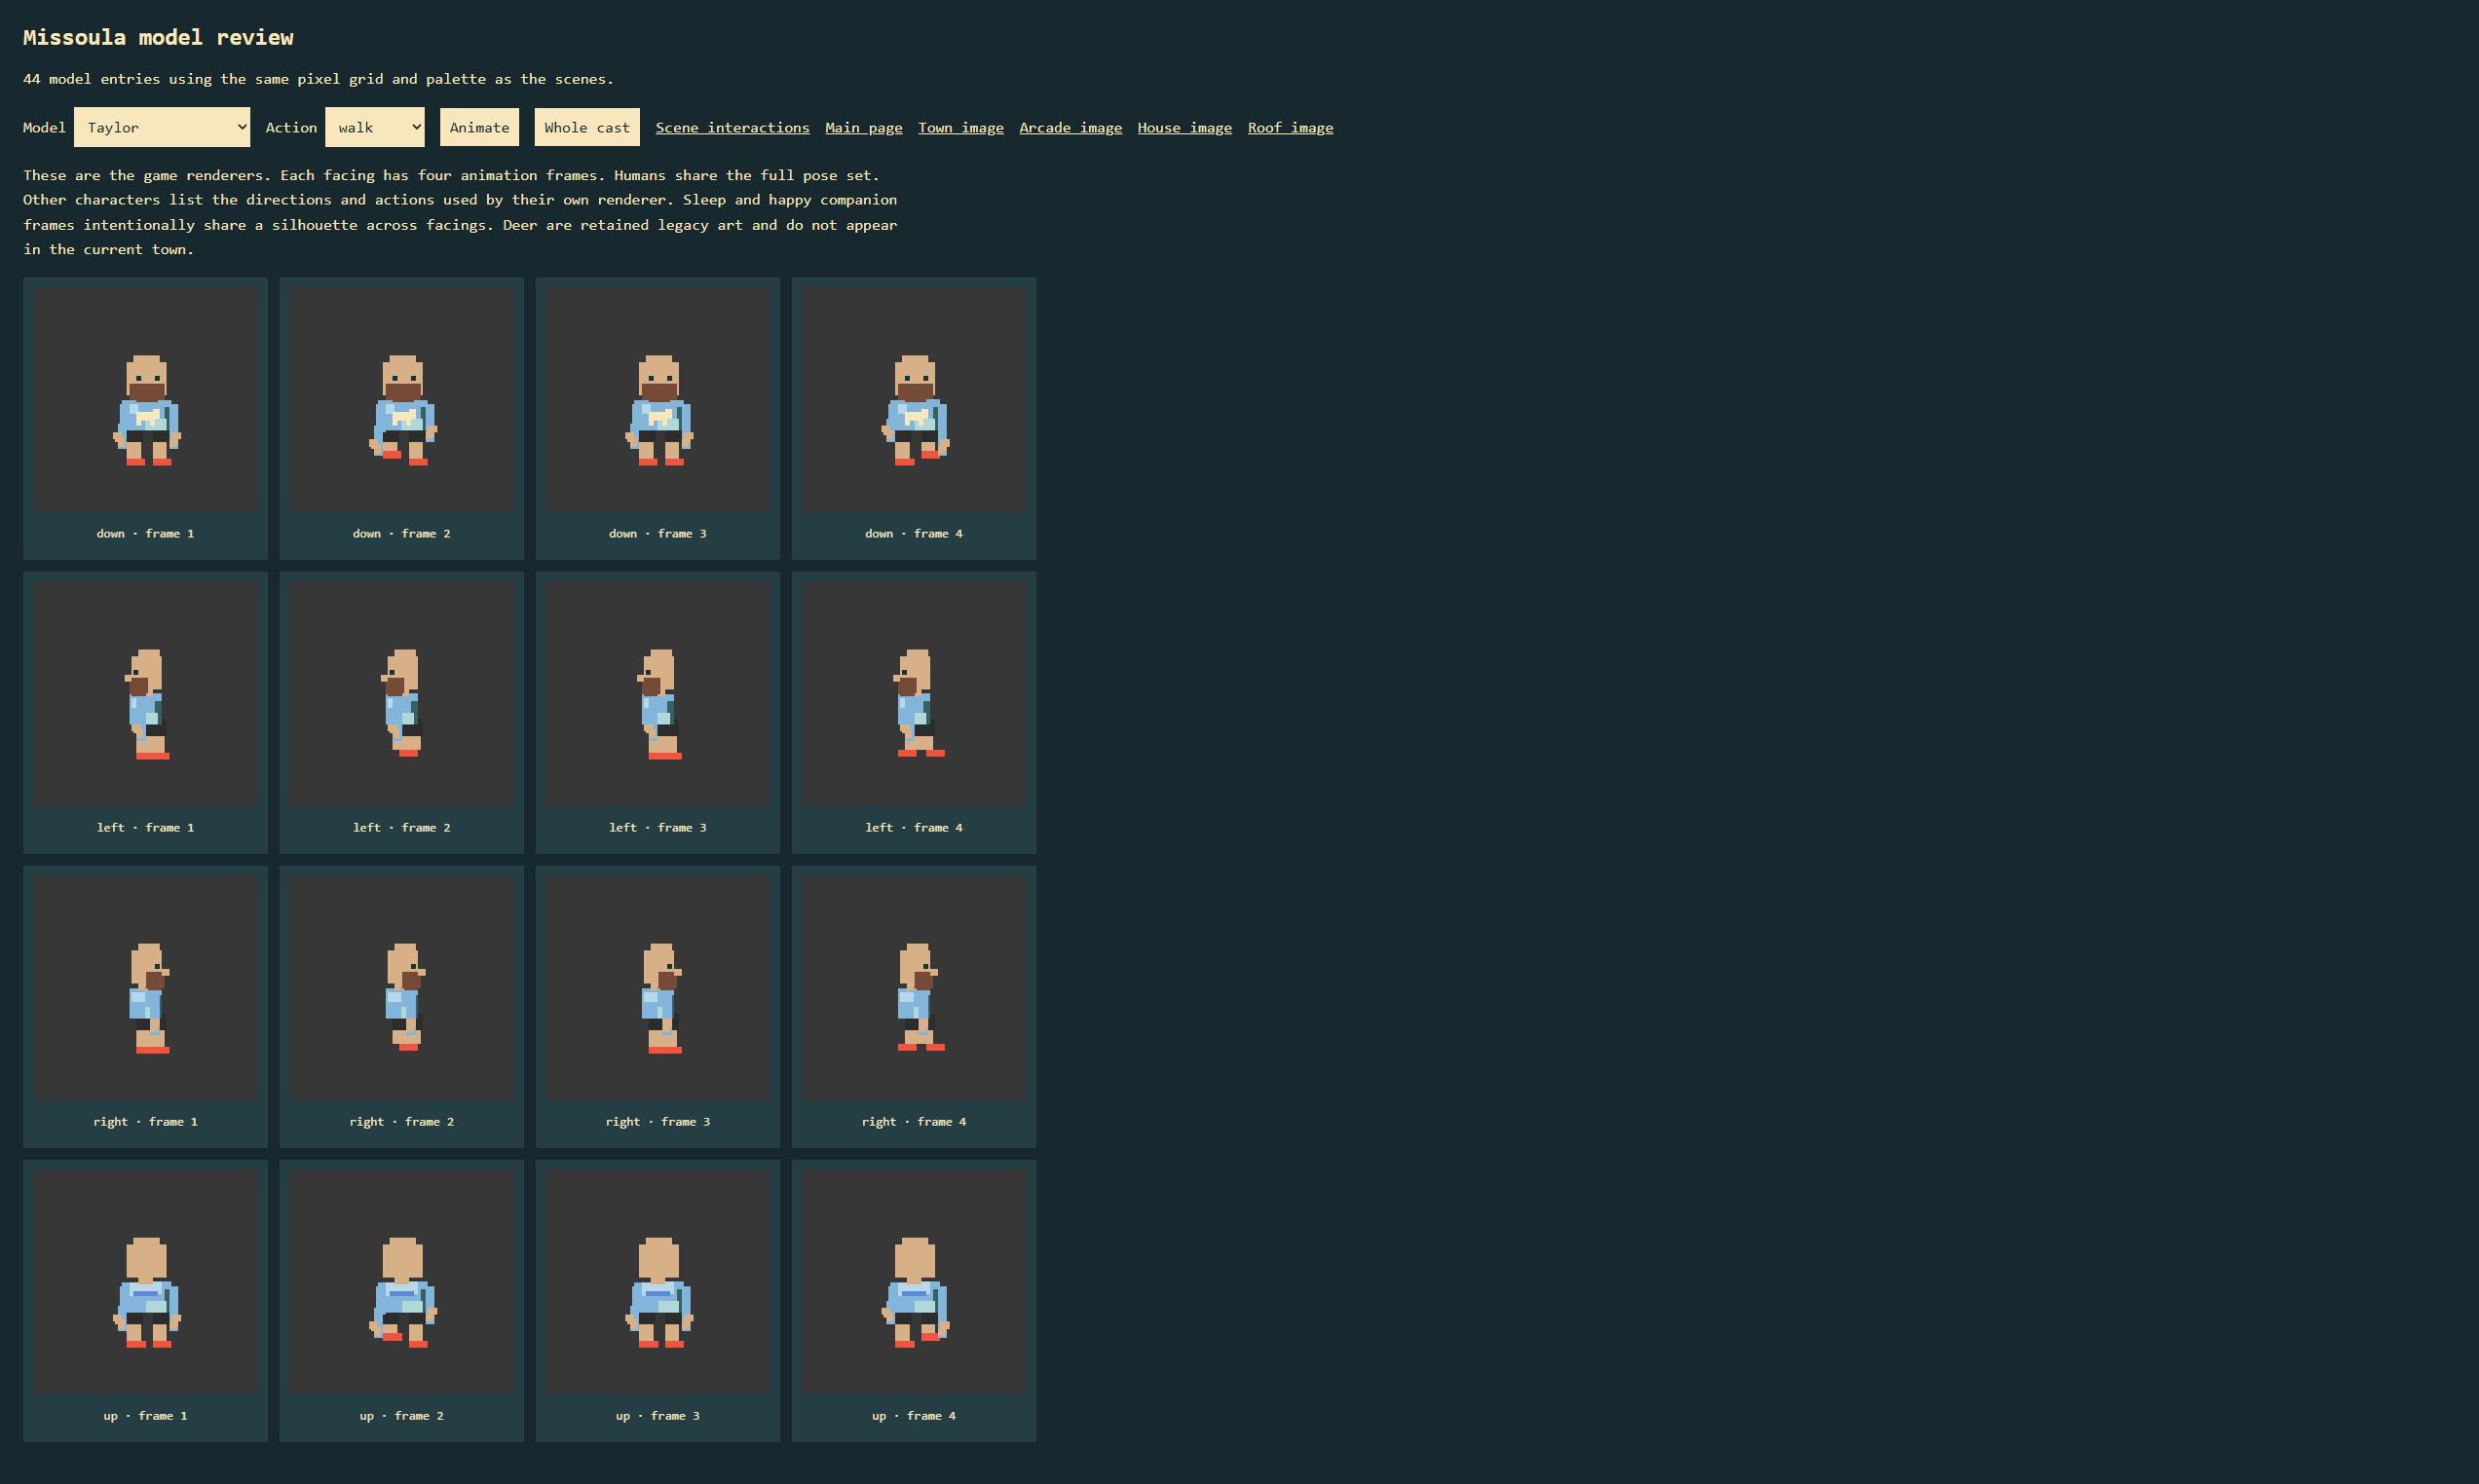 Missoula model review
44 model entries using the same pixel grid and palette as the scenes.
Model Taylor Action walk Animate Whole cast Scene interactions Main page Town image Arcade image House image Roof image
These are the game renderers. Each facing has four animation frames. Humans share the full pose set.
Other characters list the directions and actions used by their own renderer. Sleep and happy companion
frames intentionally share a silhouette across facings. Deer are retained legacy art and do not appear
in the current town.
down · frame 1 down · frame 2 down · frame 3 down · frame 4
left · frame 1 left · frame 2 left · frame 3 left · frame 4
right · frame 1 right · frame 2 right · frame 3 right · frame 4
up · frame 1 up · frame 2 up · frame 3 up · frame 4